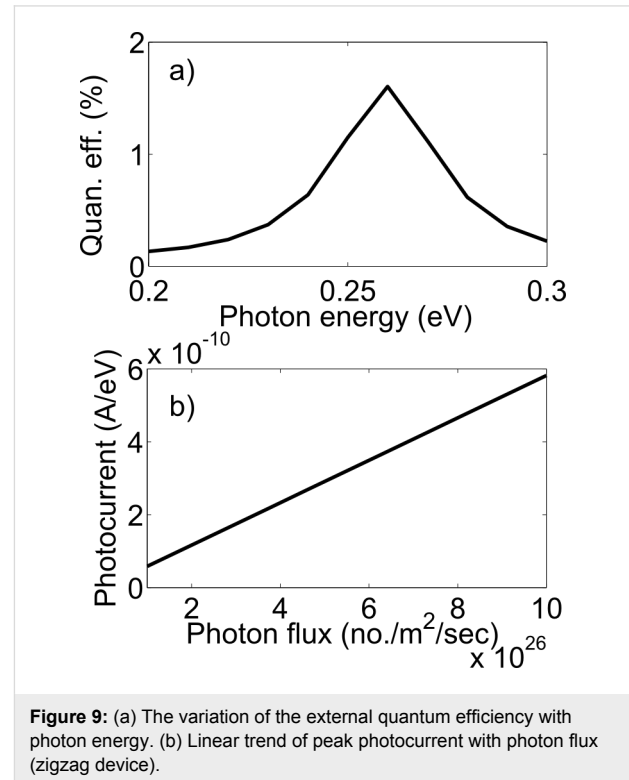 2
a)
Quan. eff. (%)
1
0
0.2 0.25 0.3
Photon energy (eV)
x 10^-10
6
b)
Photocurrent (A/eV)
4
2
0
2 4 6 8 10
Photon flux (no./m^2/sec)
x 10^26
Figure 9: (a) The variation of the external quantum efficiency with
photon energy. (b) Linear trend of peak photocurrent with photon flux
(zigzag device).